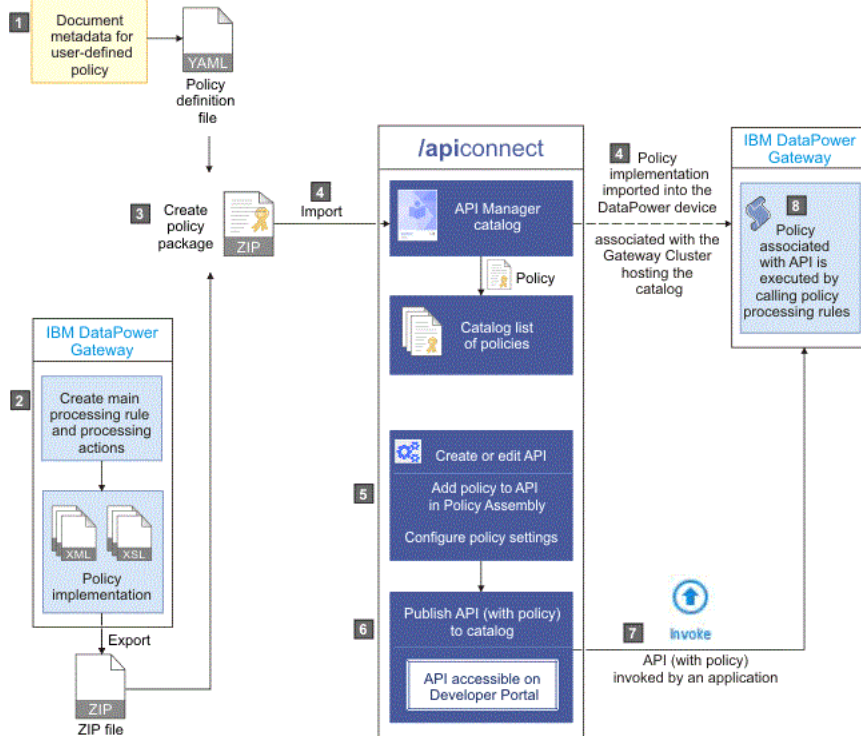 1
Document
metadata for
user-defined
policy
YAML
Policy
definition
file
3
Create
policy
package
ZIP
4
Import
IBM DataPower
Gateway
2
Create main
processing rule
and processing
actions
XML
XSL
Policy
implementation
Export
ZIP
ZIP file
/apiconnect
API Manager
catalog
Policy
Catalog list
of policies
5
Create or edit API
Add policy to API
in Policy Assembly
Configure policy settings
6
Publish API (with policy)
to catalog
API accessible on
Developer Portal
4
Policy
implementation
imported into the
DataPower device
associated with the
Gateway Cluster
hosting the
catalog
IBM DataPower
Gateway
8
Policy
associated
with API is
executed by
calling policy
processing rules
7
Invoke
API (with policy)
invoked by an application